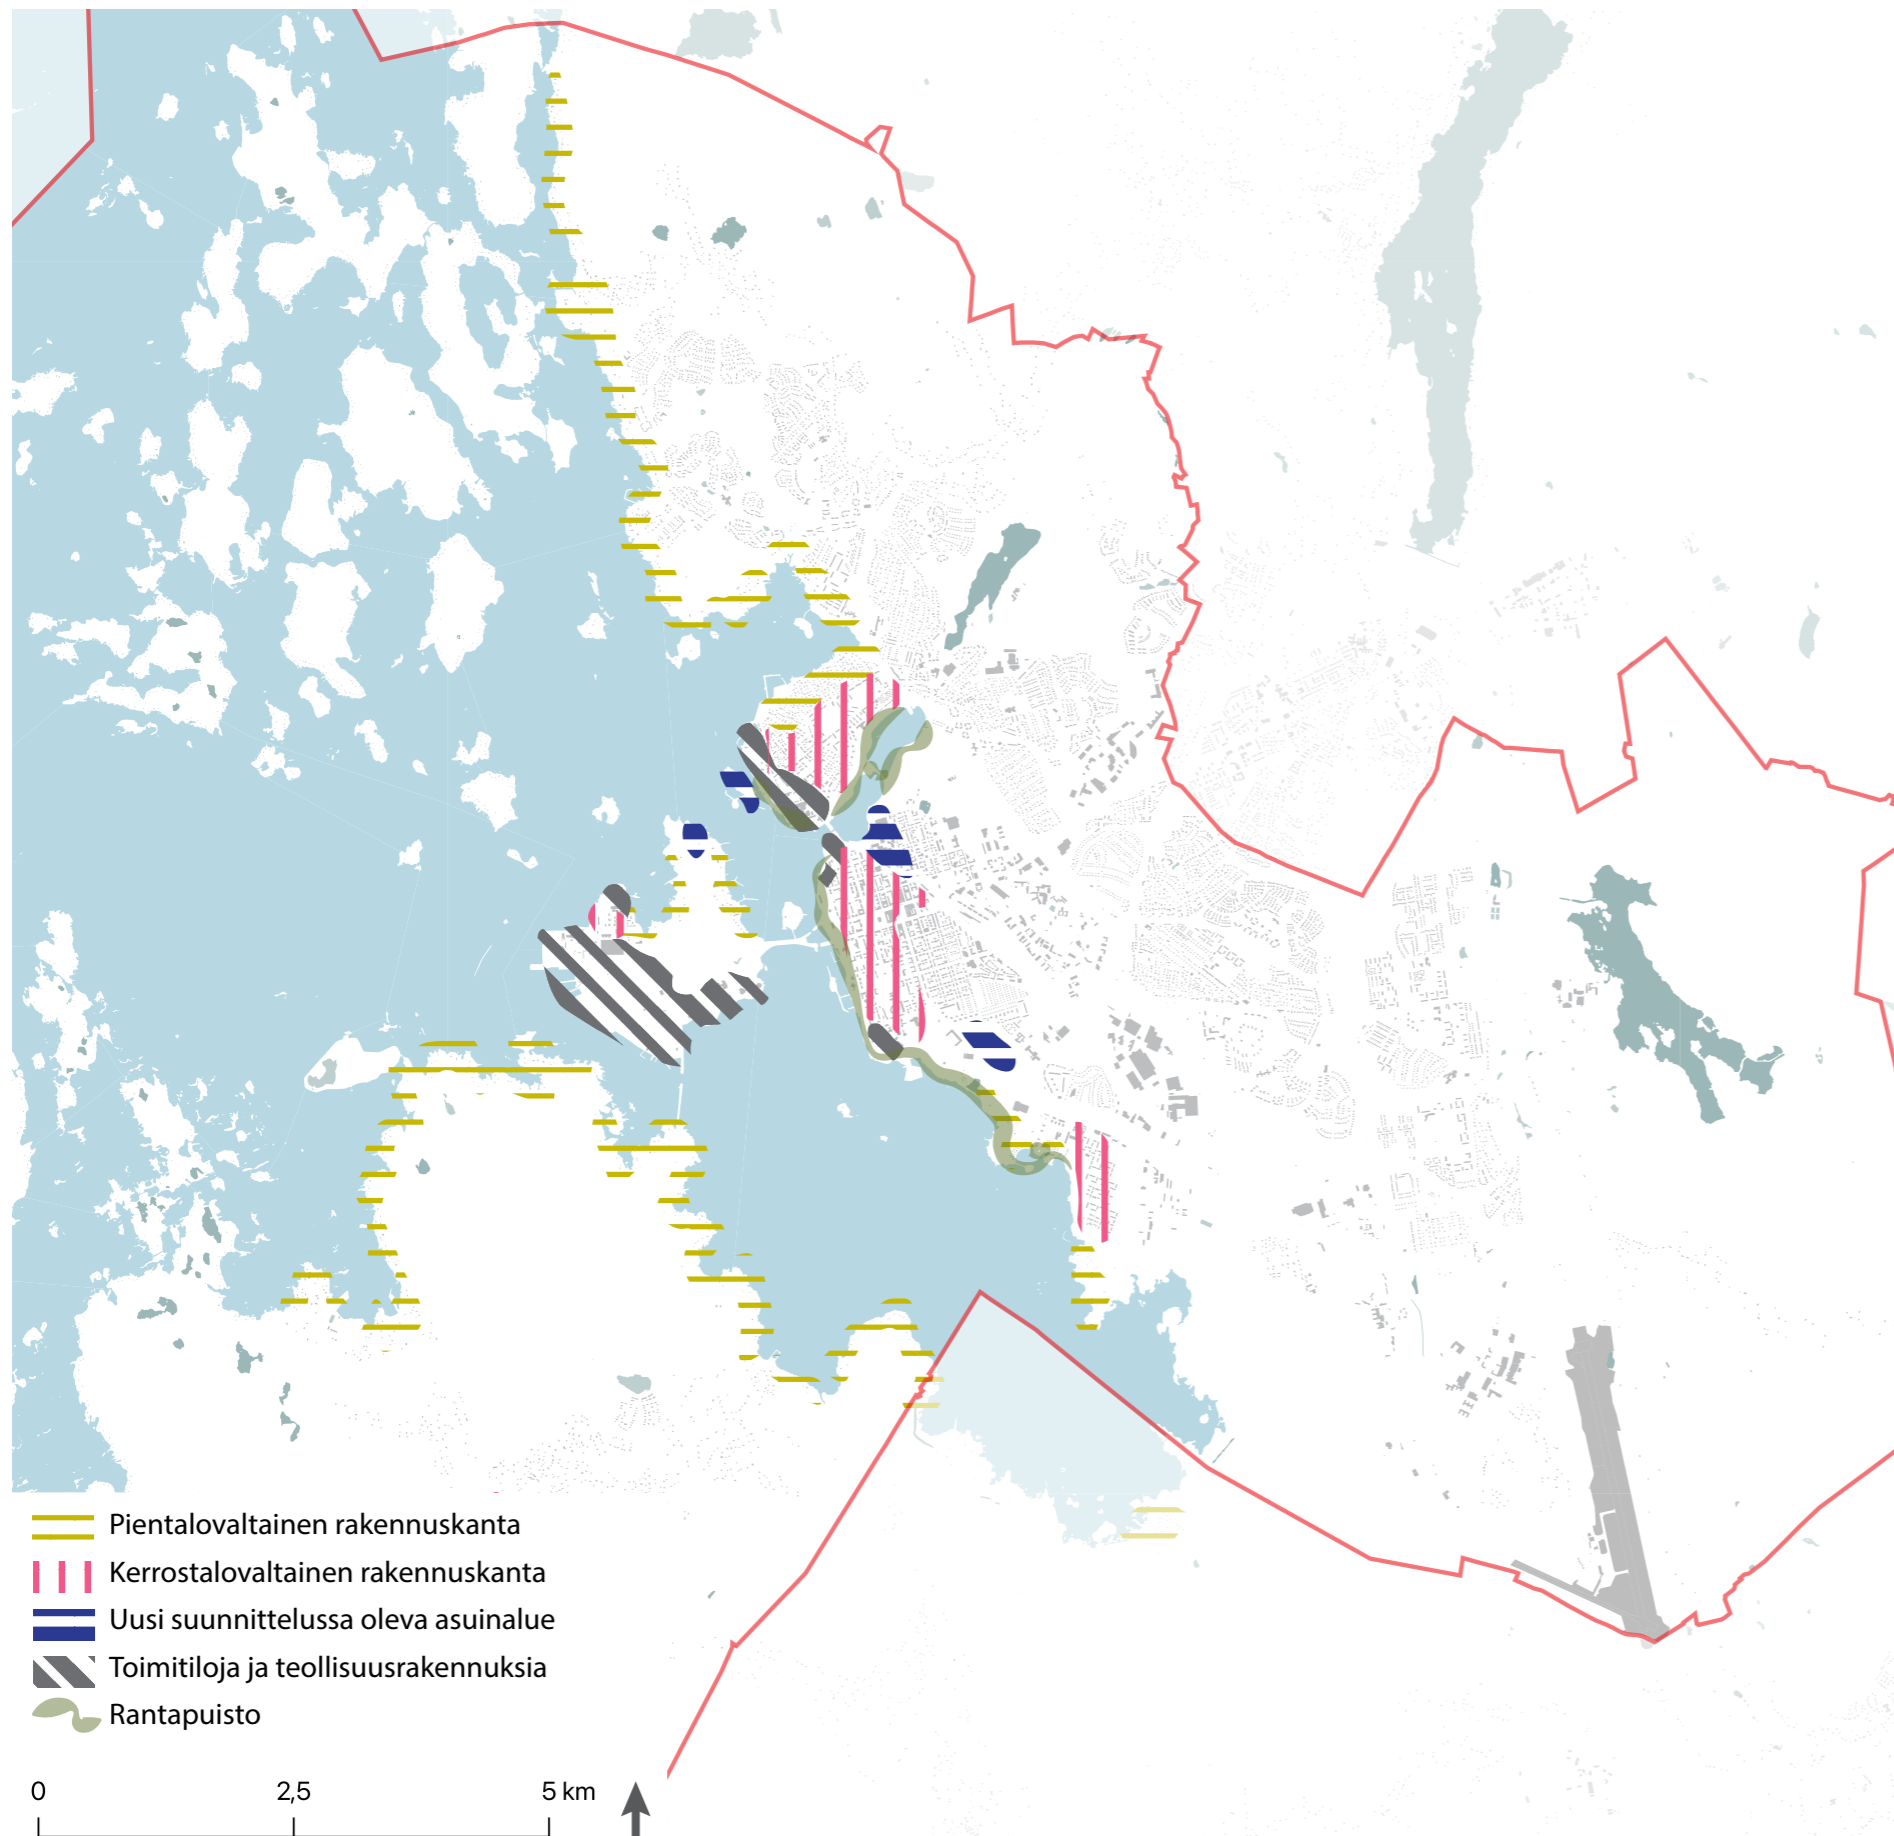 Pientalovaltainen rakennuskanta
Kerrostalovaltainen rakennuskanta
Uusi suunnittelussa oleva asuinalue
Toimitiloja ja teollisuusrakennuksia
Rantapuisto
0 2,5 5 km